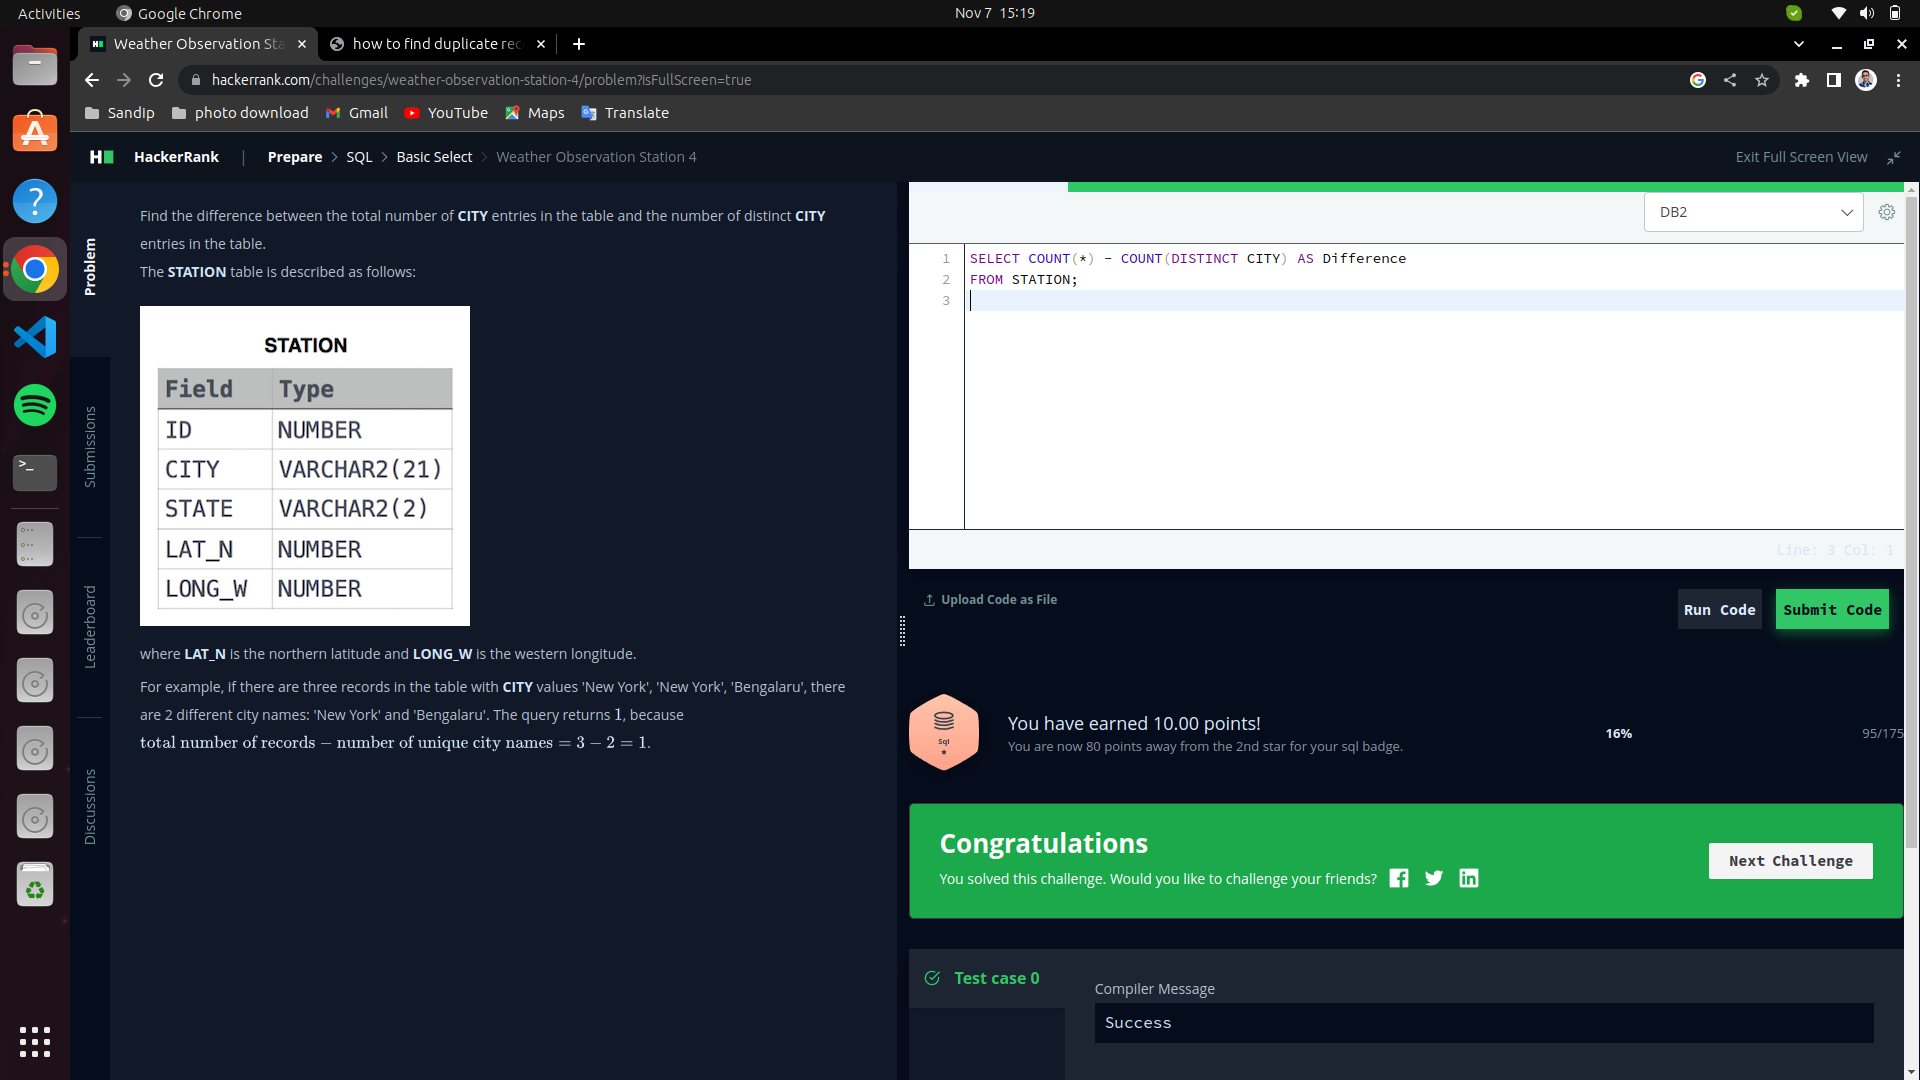 Activities
Google Chrome
Nov 7 15:19
Weather Observation Sta
how to find duplicate rec
hackerrank.com/challenges/weather-observation-station-4/problem?isFullScreen=true
Sandip
photo download
Gmail
YouTube
Maps
Translate
HackerRank
Prepare > SQL > Basic Select > Weather Observation Station 4
Exit Full Screen View
Problem
Submissions
Leaderboard
Discussions
Find the difference between the total number of CITY entries in the table and the number of distinct CITY
entries in the table.
The STATION table is described as follows:
STATION
Field Type
ID NUMBER
CITY VARCHAR2(21)
STATE VARCHAR2(2)
LAT_N NUMBER
LONG_W NUMBER
where LAT_N is the northern latitude and LONG_W is the western longitude.
For example, if there are three records in the table with CITY values 'New York', 'New York', 'Bengalaru', there
are 2 different city names: 'New York' and 'Bengalaru'. The query returns 1, because
total number of records − number of unique city names = 3 − 2 = 1.
DB2
1 SELECT COUNT(*) - COUNT(DISTINCT CITY) AS Difference
2 FROM STATION;
3
Line: 3 Col: 1
Upload Code as File
Run Code
Submit Code
Sql
You have earned 10.00 points!
You are now 80 points away from the 2nd star for your sql badge.
16%
95/175
Congratulations
You solved this challenge. Would you like to challenge your friends?
Next Challenge
Test case 0
Compiler Message
Success